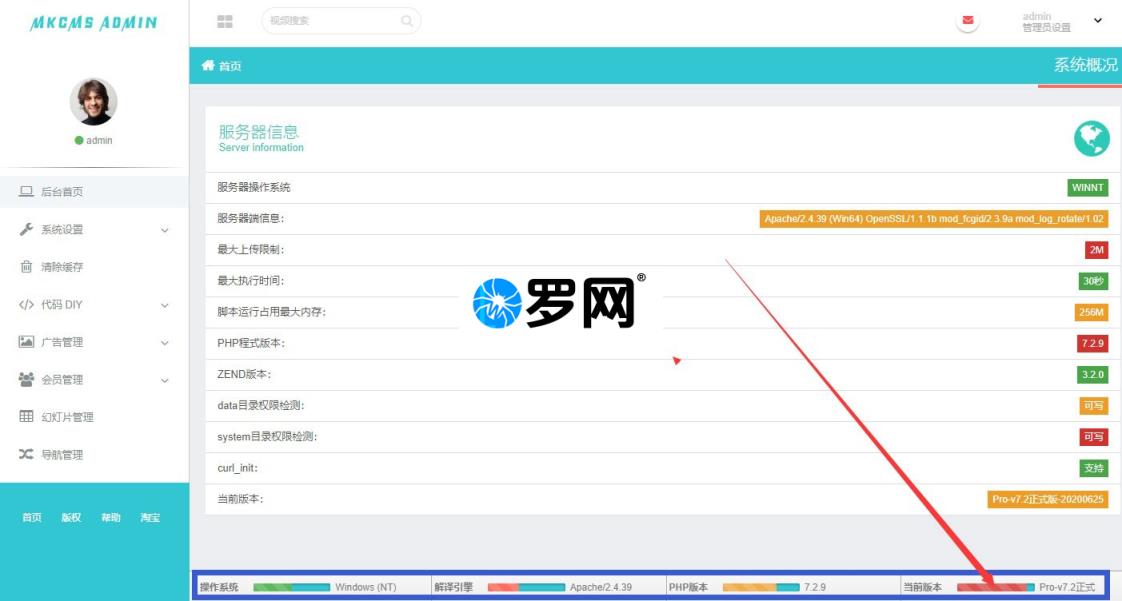 MKCMS ADMIN
视频搜索
admin
管理员设置
首页
系统概况
admin
服务器信息
Server information
后台首页
系统设置
清除缓存
代码 DIY
广告管理
会员管理
幻灯片管理
导航管理
首页 版权 帮助 淘宝
服务器操作系统 WINNT
服务器端信息: Apache/2.4.39 (Win64) OpenSSL/1.1.1b mod_fcgid/2.3.9a mod_log_rotate/1.02
最大上传限制: 2M
最大执行时间: 30秒
脚本运行占用最大内存: 256M
罗网®
PHP程式版本: 7.2.9
ZEND版本: 3.2.0
data目录权限检测: 可写
system目录权限检测: 可写
curl_init: 支持
当前版本: Pro-v7.2正式版-20200625
操作系统 Windows (NT) 解译引擎 Apache/2.4.39 PHP版本 7.2.9 当前版本 Pro-v7.2正式